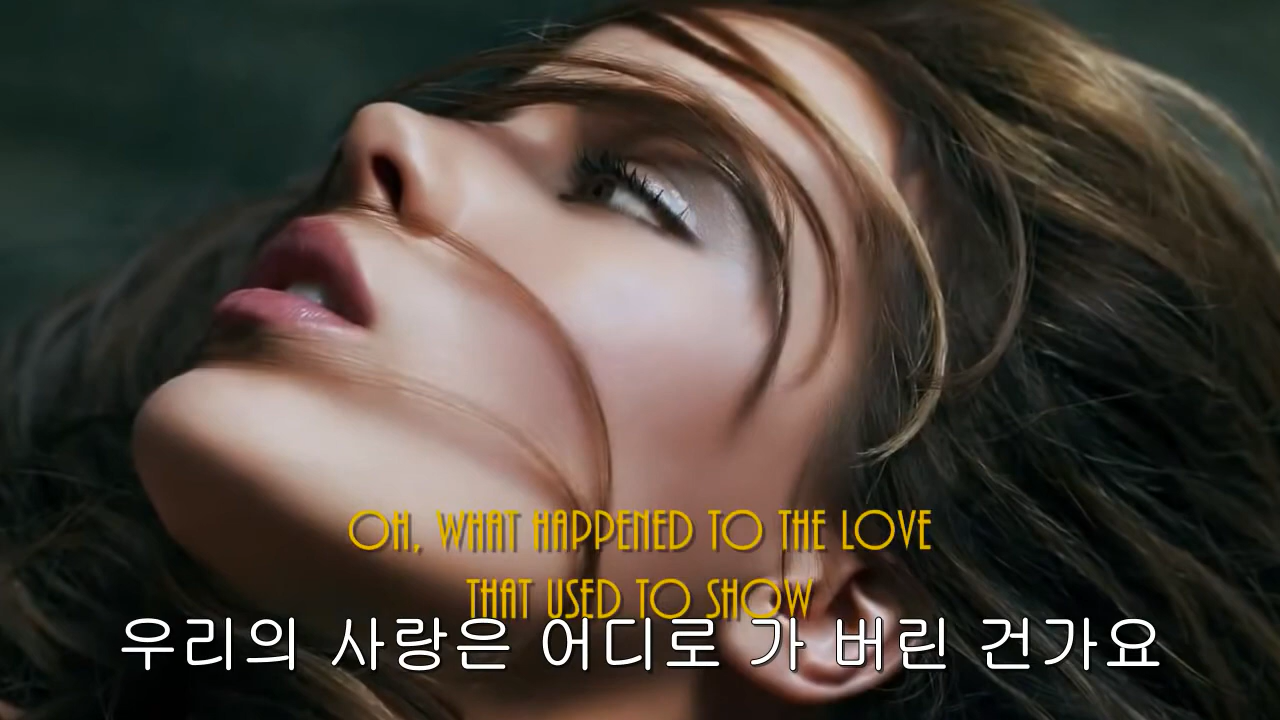 OH, WHAT HAPPENED TO THE LOVE
THAT USED TO SHOW
우리의 사랑은 어디로 가 버린 건가요